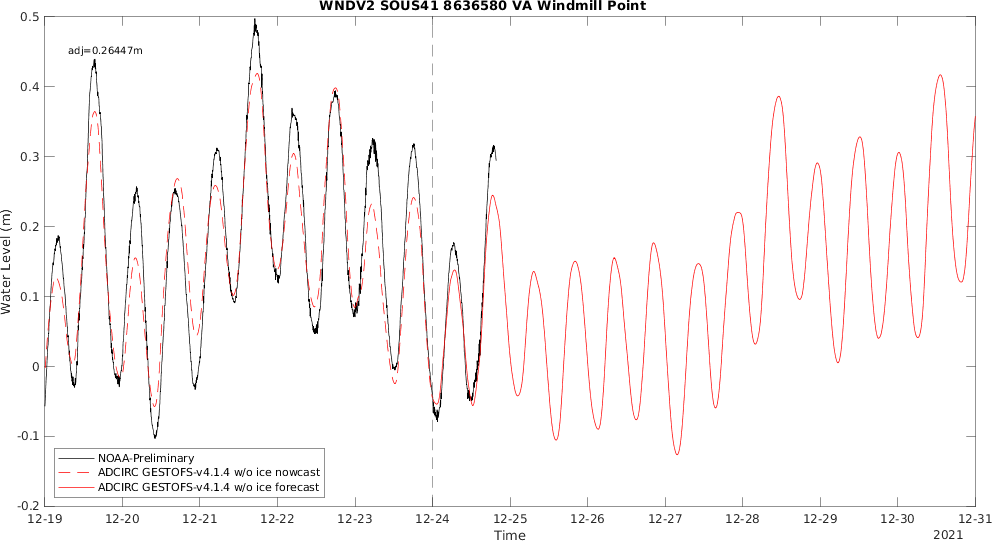 WNDV2 SOUS41 8636580 VA Windmill Point
adj=0.26447m
0.5
0.4
0.3
0.2
0.1
0
-0.1
-0.2
Water Level (m)
NOAA-Preliminary
ADCIRC GESTOFS-v4.1.4 w/o ice nowcast
ADCIRC GESTOFS-v4.1.4 w/o ice forecast
12-19 12-20 12-21 12-22 12-23 12-24 12-25 12-26 12-27 12-28 12-29 12-30 12-31
Time
2021